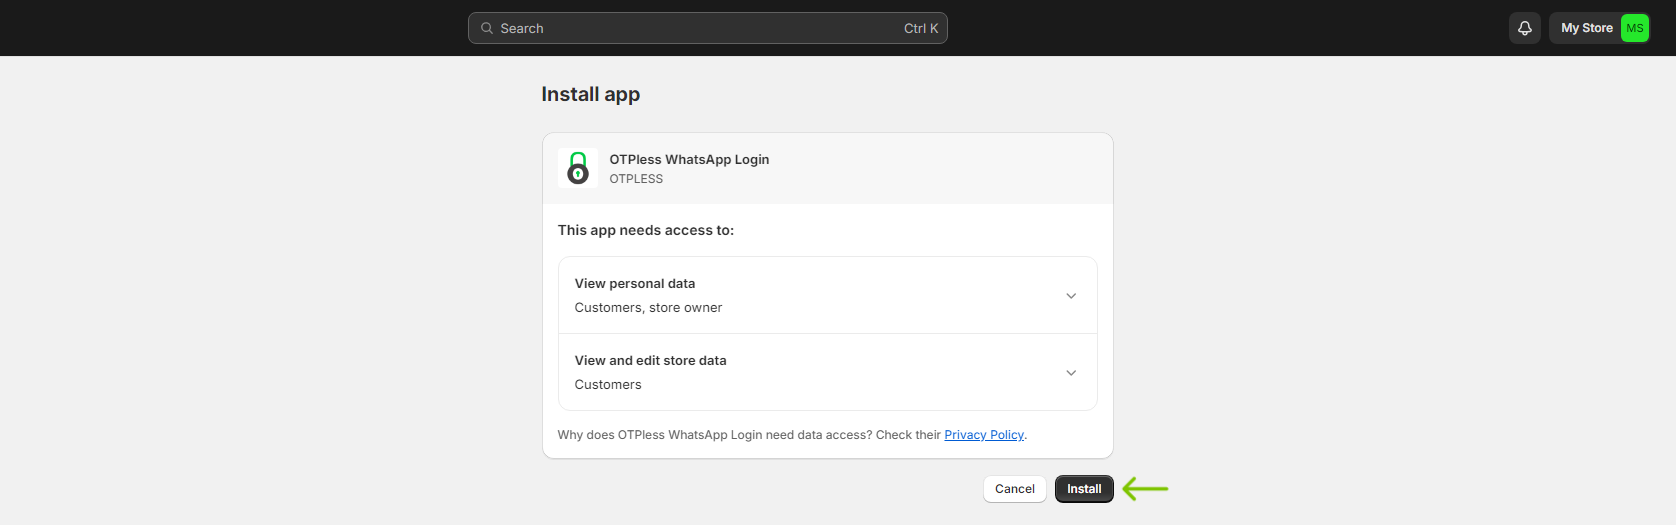 Search
Ctrl K
My Store
MS
Install app
OTPless WhatsApp Login
OTPLESS
This app needs access to:
View personal data
Customers, store owner
View and edit store data
Customers
Why does OTPless WhatsApp Login need data access? Check their Privacy Policy.
Cancel
Install